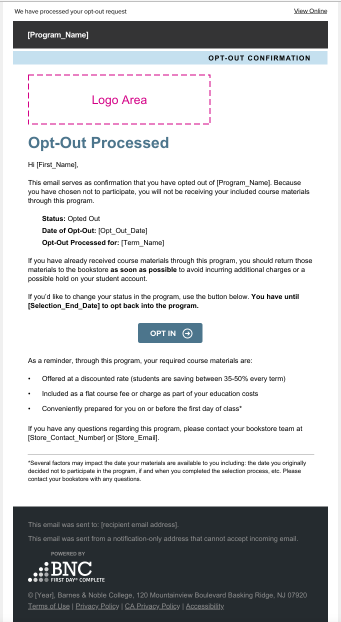 We have processed your opt-out request
View Online
[Program_Name]
OPT-OUT CONFIRMATION
Logo Area
Opt-Out Processed
Hi [First_Name],
This email serves as confirmation that you have opted out of [Program_Name]. Because
you have chosen not to participate, you will not be receiving your included course materials
through this program.
Status: Opted Out
Date of Opt-Out: [Opt_Out_Date]
Opt-Out Processed for: [Term_Name]
If you have already received course materials through this program, you should return those
materials to the bookstore as soon as possible to avoid incurring additional charges or a
possible hold on your student account.
If you'd like to change your status in the program, use the button below. You have until
[Selection_End_Date] to opt back into the program.
OPT IN
As a reminder, through this program, your required course materials are:
• Offered at a discounted rate (students are saving between 35-50% every term)
• Included as a flat course fee or charge as part of your education costs
• Conveniently prepared for you on or before the first day of class*
If you have any questions regarding this program, please contact your bookstore team at
[Store_Contact_Number] or [Store_Email].
*Several factors may impact the date your materials are available to you including: the date you originally
decided not to participate in the program, if and when you completed the selection process, etc. Please
contact your bookstore with any questions.
This email was sent to: [recipient email address].
This email was sent from a notification-only address that cannot accept incoming email.
POWERED BY
BNC
FIRST DAY® COMPLETE
© [Year], Barnes & Noble College, 120 Mountainview Boulevard Basking Ridge, NJ 07920
Terms of Use | Privacy Policy | CA Privacy Policy | Accessibility